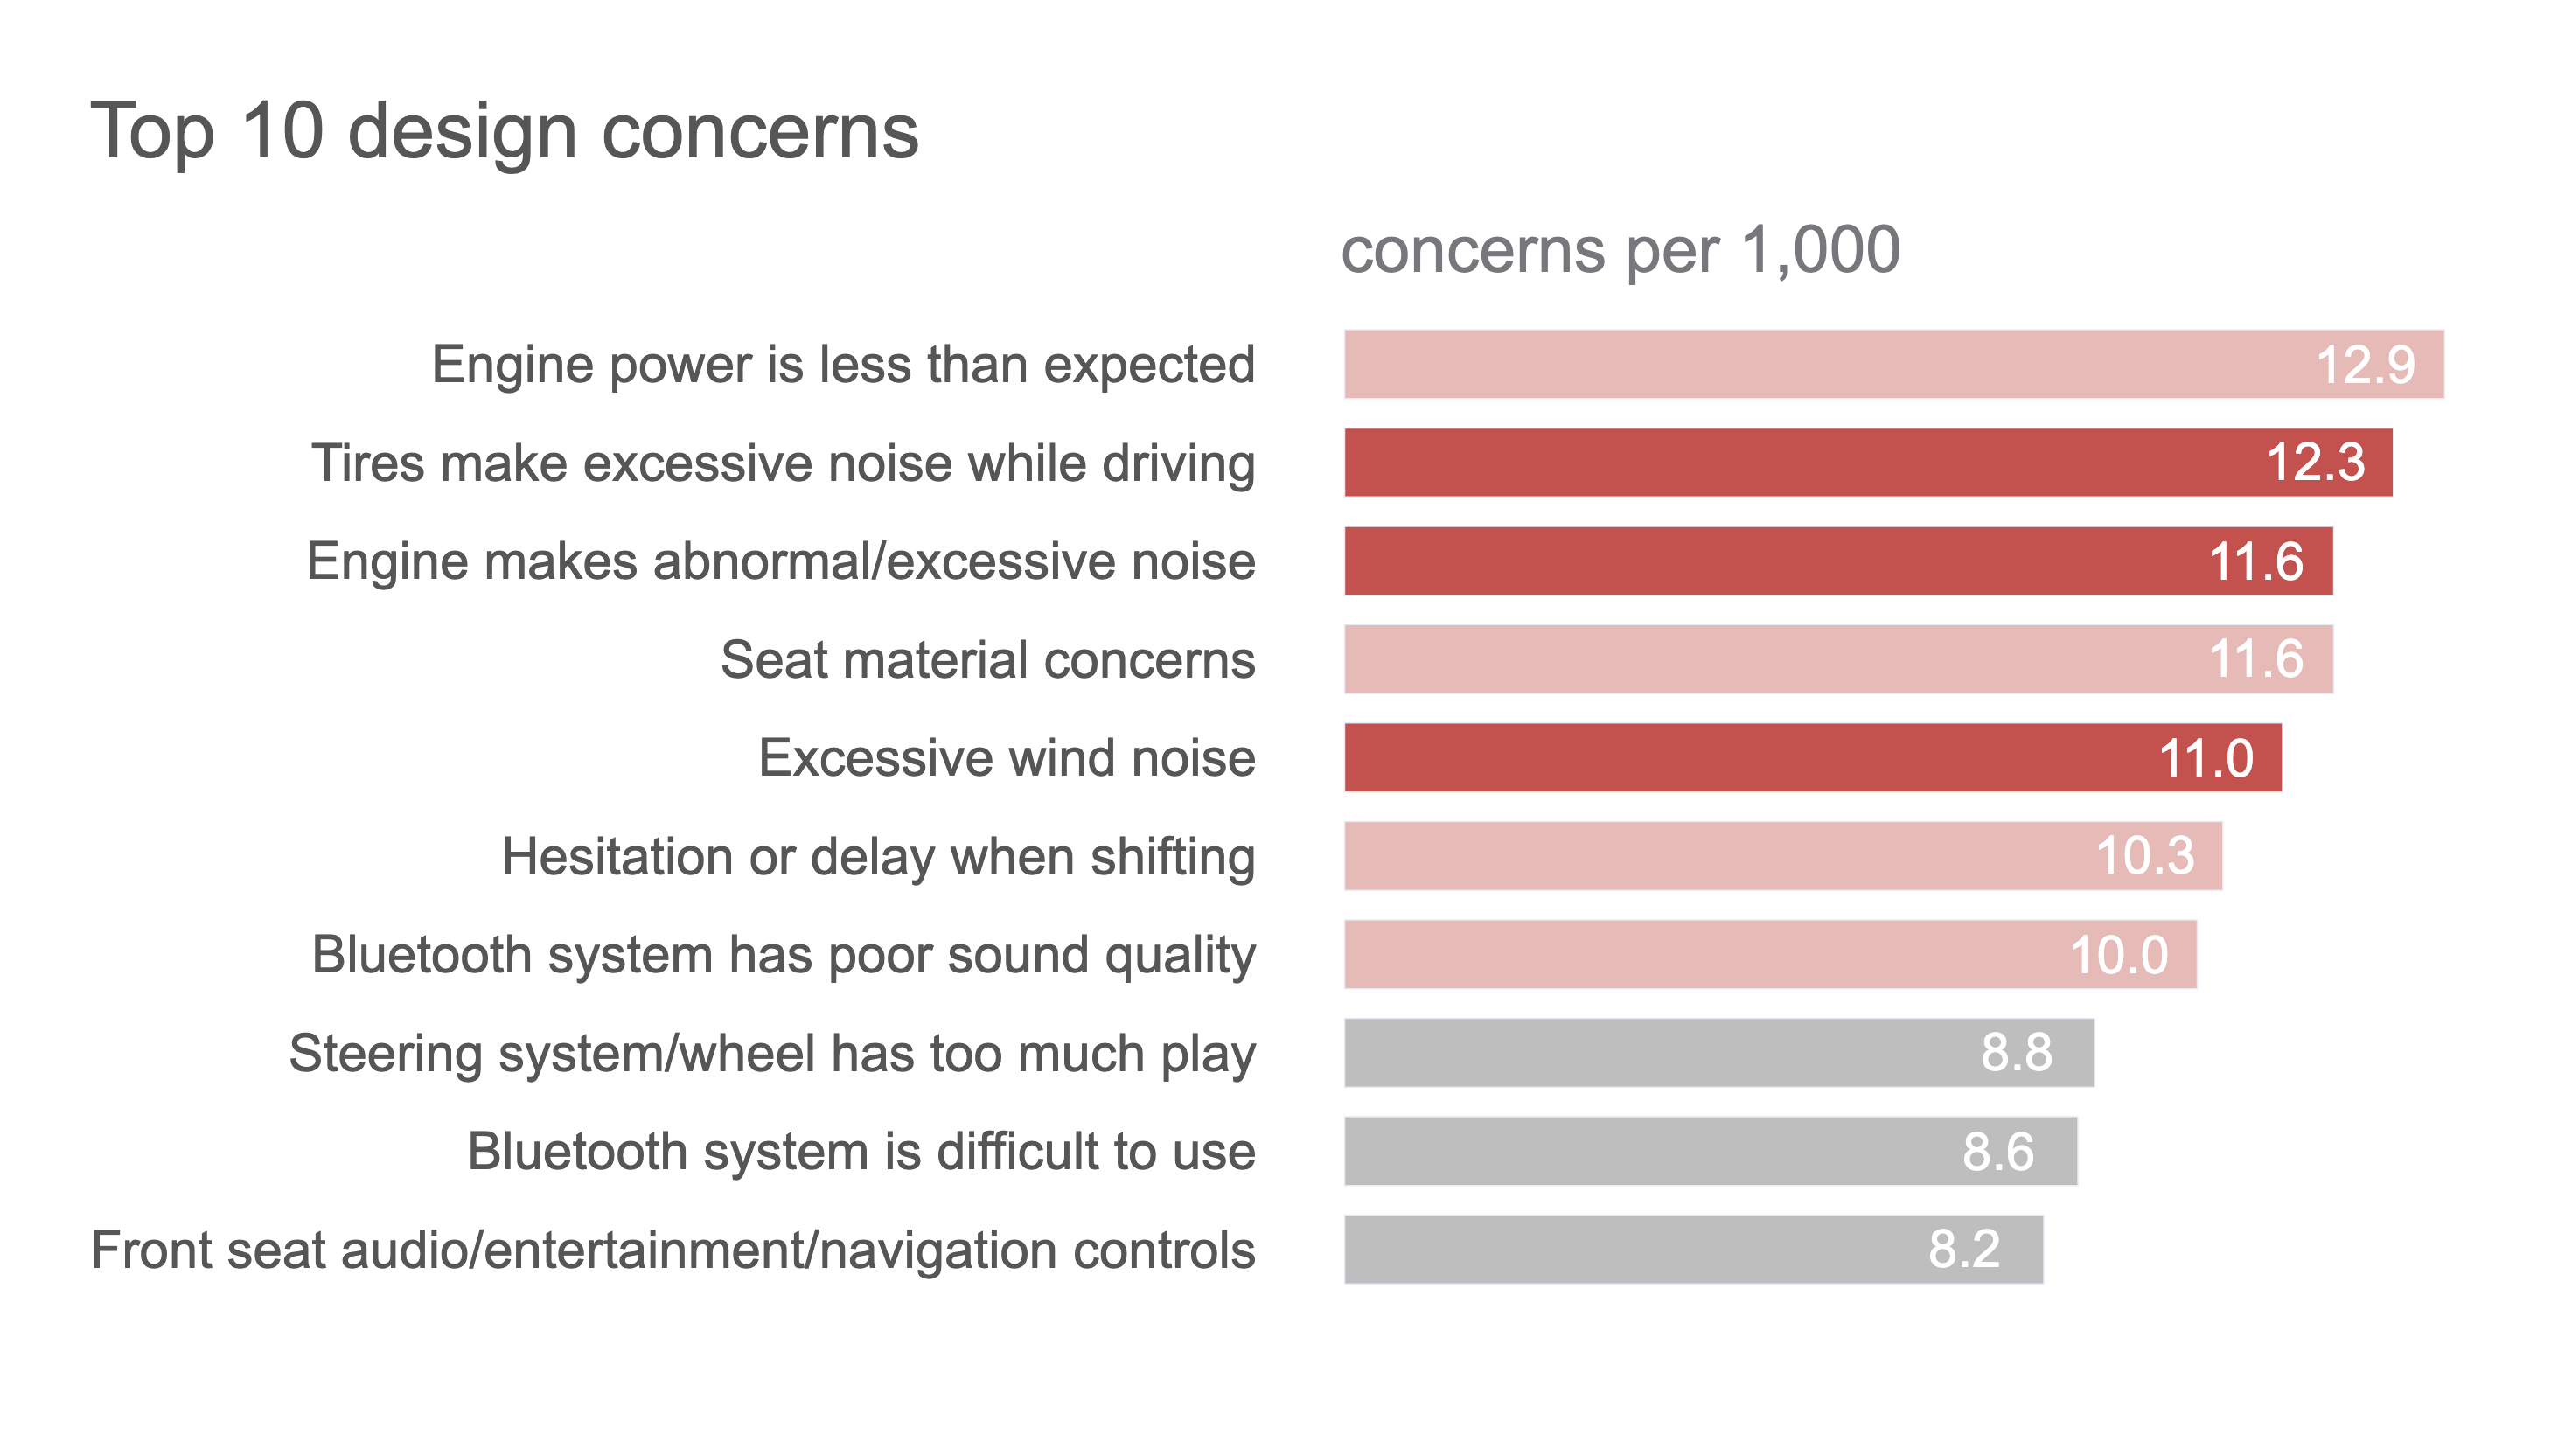 Top 10 design concerns
concerns per 1,000
Engine power is less than expected 12.9
Tires make excessive noise while driving 12.3
Engine makes abnormal/excessive noise 11.6
Seat material concerns 11.6
Excessive wind noise 11.0
Hesitation or delay when shifting 10.3
Bluetooth system has poor sound quality 10.0
Steering system/wheel has too much play 8.8
Bluetooth system is difficult to use 8.6
Front seat audio/entertainment/navigation controls 8.2